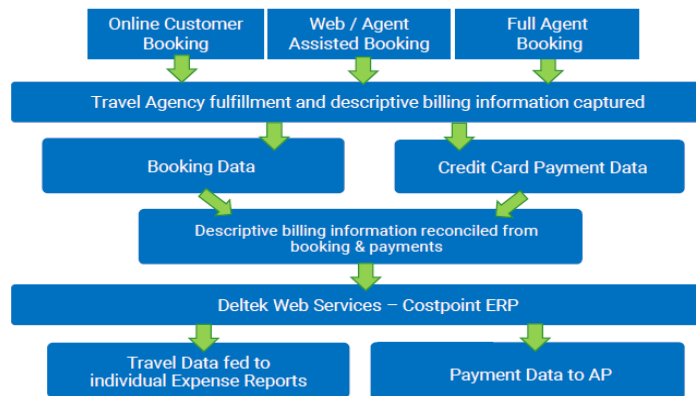 Online Customer
Booking
Web / Agent
Assisted Booking
Full Agent
Booking
Travel Agency fulfillment and descriptive billing information captured
Booking Data
Credit Card Payment Data
Descriptive billing information reconciled from
booking & payments
Deltek Web Services – Costpoint ERP
Travel Data fed to
individual Expense Reports
Payment Data to AP